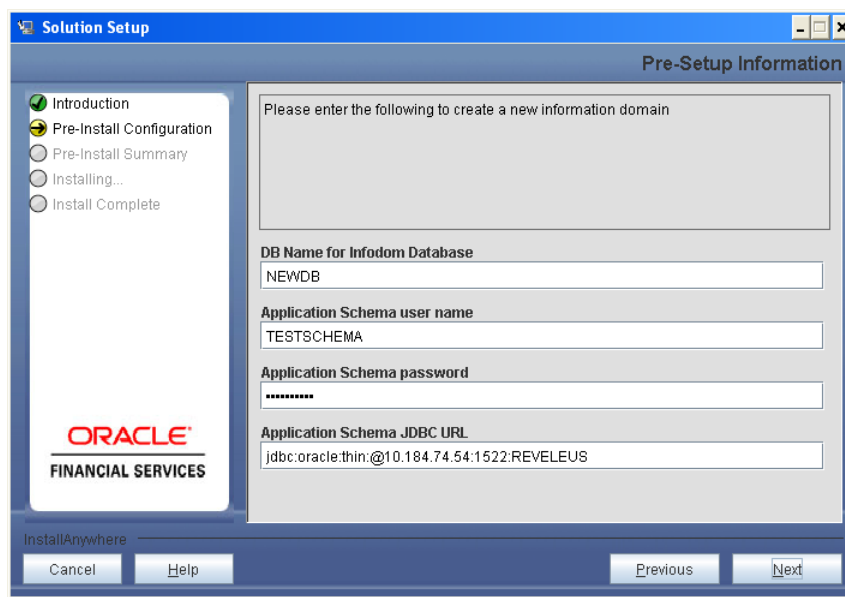 Solution Setup
Pre-Setup Information
Introduction
Pre-Install Configuration
Pre-Install Summary
Installing...
Install Complete
ORACLE
FINANCIAL SERVICES
Please enter the following to create a new information domain
DB Name for Infodom Database
NEWDB
Application Schema user name
TESTSCHEMA
Application Schema password
••••••••••
Application Schema JDBC URL
jdbc:oracle:thin:@10.184.74.54:1522:REVELEUS
InstallAnywhere
Cancel
Help
Previous
Next